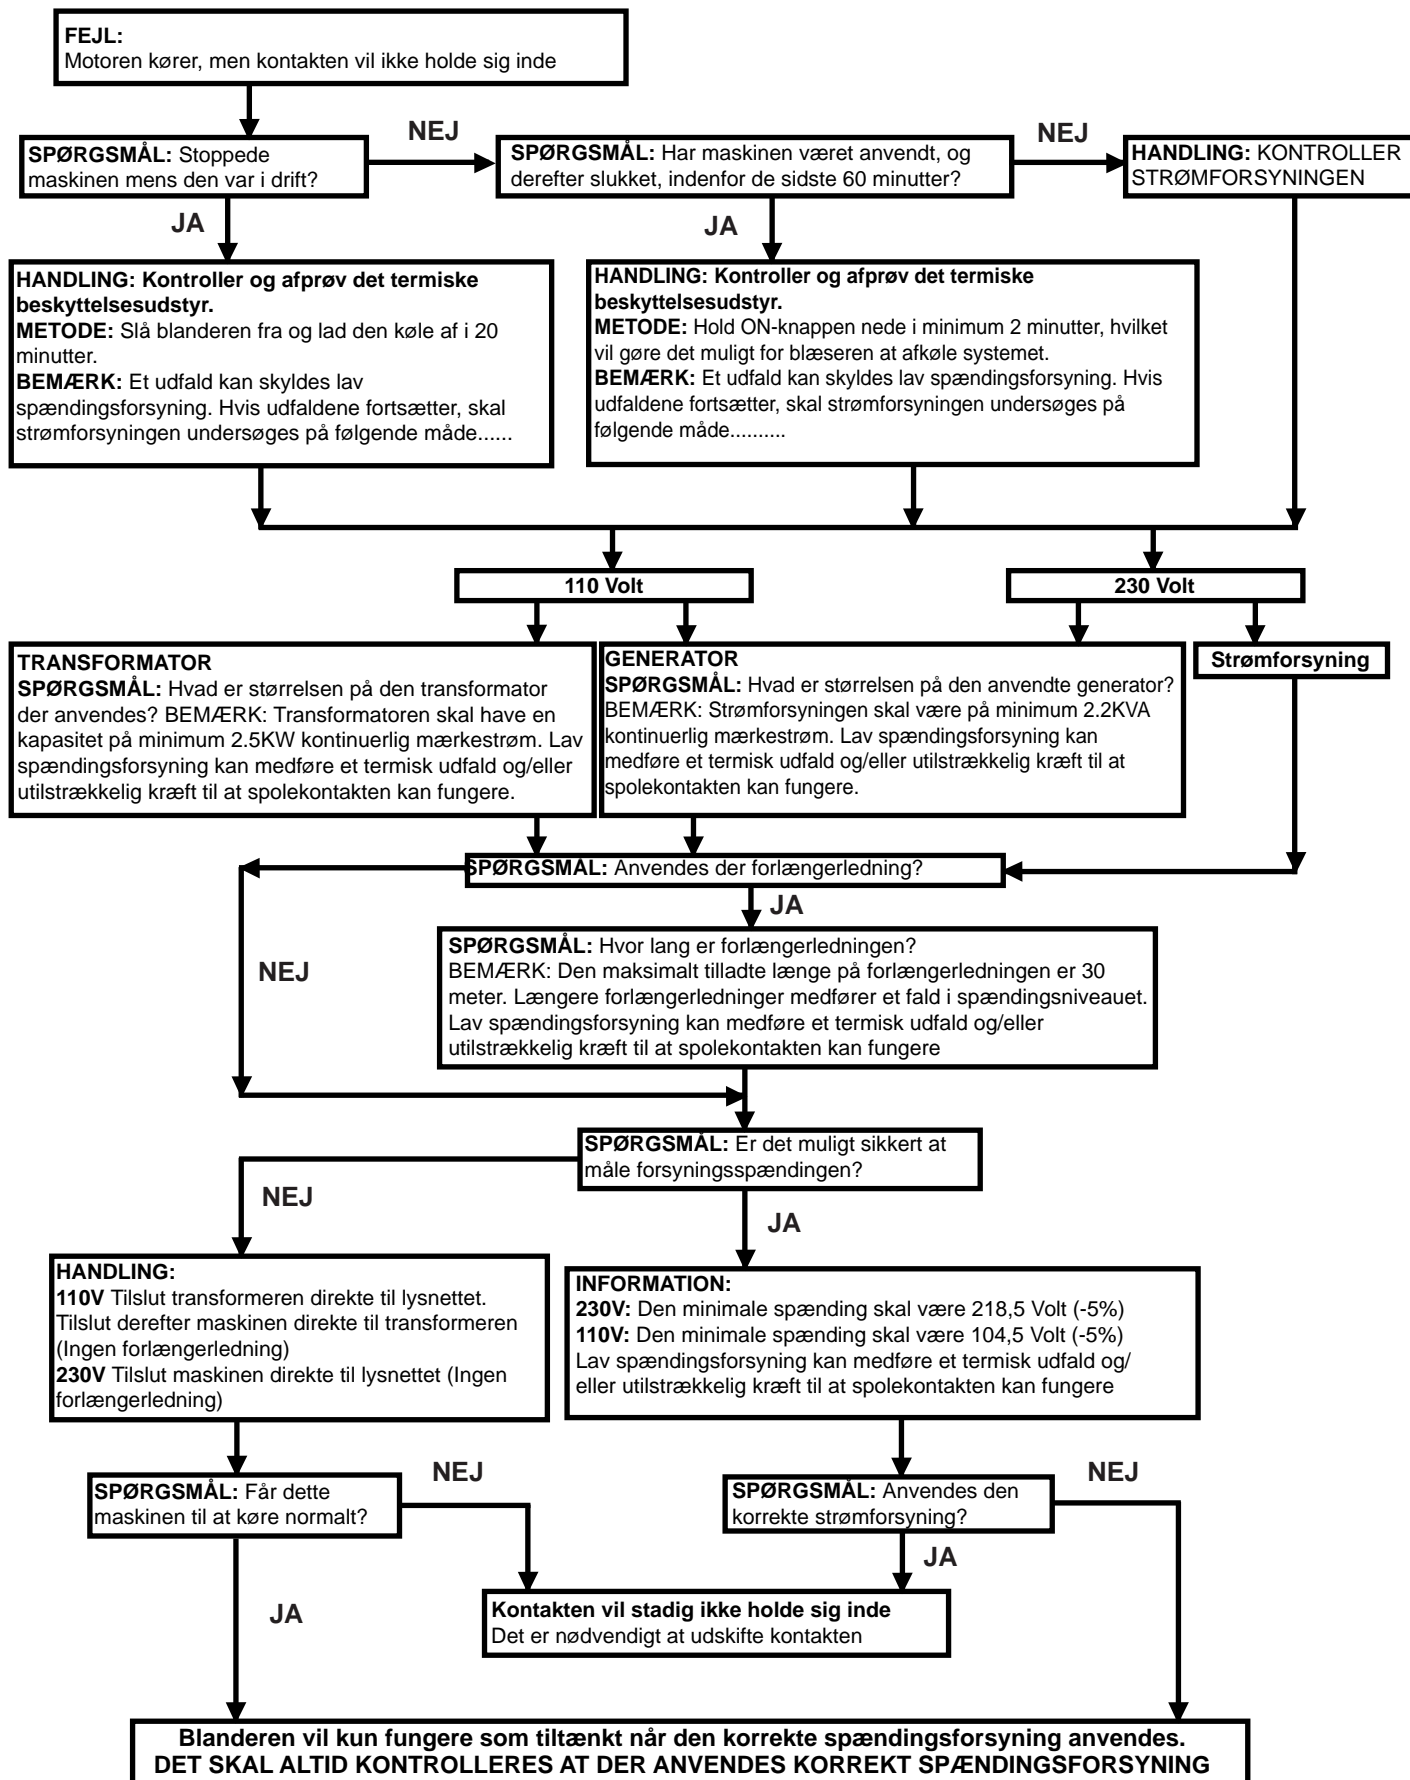 FEJL:
Motoren kører, men kontakten vil ikke holde sig inde
NEJ
NEJ
SPØRGSMÅL: Stoppede
maskinen mens den var i drift?
SPØRGSMÅL: Har maskinen været anvendt, og
derefter slukket, indenfor de sidste 60 minutter?
HANDLING: KONTROLLER
STRØMFORSYNINGEN
JA
JA
HANDLING: Kontroller og afprøv det termiske
beskyttelsesudstyr.
METODE: Slå blanderen fra og lad den køle af i 20
minutter.
BEMÆRK: Et udfald kan skyldes lav
spændingsforsyning. Hvis udfaldene fortsætter, skal
strømforsyningen undersøges på følgende måde......
HANDLING: Kontroller og afprøv det termiske
beskyttelsesudstyr.
METODE: Hold ON-knappen nede i minimum 2 minutter, hvilket
vil gøre det muligt for blæseren at afkøle systemet.
BEMÆRK: Et udfald kan skyldes lav spændingsforsyning. Hvis
udfaldene fortsætter, skal strømforsyningen undersøges på
følgende måde..........
110 Volt
230 Volt
TRANSFORMATOR
SPØRGSMÅL: Hvad er størrelsen på den transformator
der anvendes? BEMÆRK: Transformatoren skal have en
kapasitet på minimum 2.5KW kontinuerlig mærkestrøm. Lav
spændingsforsyning kan medføre et termisk udfald og/eller
utilstrækkelig kræft til at spolekontakten kan fungere.
GENERATOR
SPØRGSMÅL: Hvad er størrelsen på den anvendte generator?
BEMÆRK: Strømforsyningen skal være på minimum 2.2KVA
kontinuerlig mærkestrøm. Lav spændingsforsyning kan
medføre et termisk udfald og/eller utilstrækkelig kræft til at
spolekontakten kan fungere.
Strømforsyning
SPØRGSMÅL: Anvendes der forlængerledning?
JA
NEJ
SPØRGSMÅL: Hvor lang er forlængerledningen?
BEMÆRK: Den maksimalt tilladte længe på forlængerledningen er 30
meter. Længere forlængerledninger medfører et fald i spændingsniveauet.
Lav spændingsforsyning kan medføre et termisk udfald og/eller
utilstrækkelig kræft til at spolekontakten kan fungere
SPØRGSMÅL: Er det muligt sikkert at
måle forsyningsspændingen?
NEJ
JA
HANDLING:
110V Tilslut transformeren direkte til lysnettet.
Tilslut derefter maskinen direkte til transformeren
(Ingen forlængerledning)
230V Tilslut maskinen direkte til lysnettet (Ingen
forlængerledning)
INFORMATION:
230V: Den minimale spænding skal være 218,5 Volt (-5%)
110V: Den minimale spænding skal være 104,5 Volt (-5%)
Lav spændingsforsyning kan medføre et termisk udfald og/
eller utilstrækkelig kræft til at spolekontakten kan fungere
NEJ
NEJ
SPØRGSMÅL: Får dette
maskinen til at køre normalt?
SPØRGSMÅL: Anvendes den
korrekte strømforsyning?
JA
JA
Kontakten vil stadig ikke holde sig inde
Det er nødvendigt at udskifte kontakten
Blanderen vil kun fungere som tiltænkt når den korrekte spændingsforsyning anvendes.
DET SKAL ALTID KONTROLLERES AT DER ANVENDES KORREKT SPÆNDINGSFORSYNING